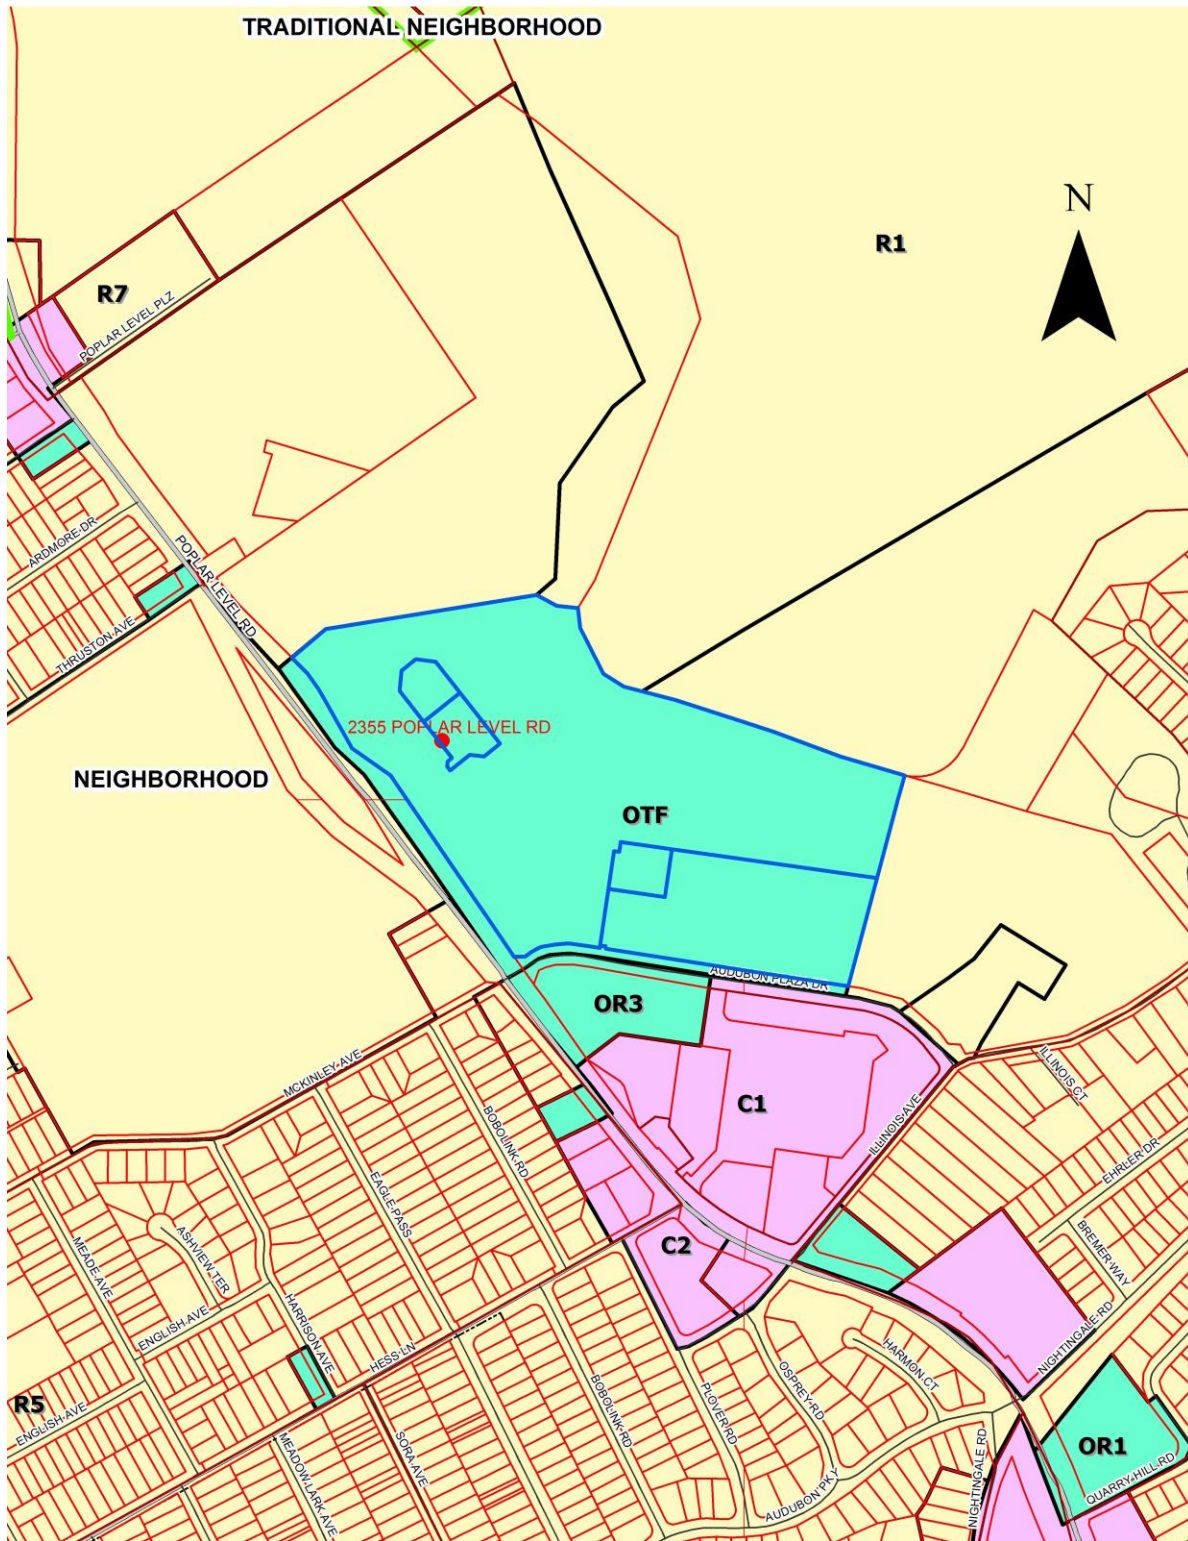 TRADITIONAL NEIGHBORHOOD
N
R1
R7
POPLAR LEVEL PLZ
ARDMORE DR
POPLAR LEVEL RD
THRUSTON AVE
2355 POPLAR LEVEL RD
NEIGHBORHOOD
OTF
AUDUBON PLAZA DR
OR3
MCKINLEY AVE
ILLINOIS CT
C1
BOBOLINK RD
ILLINOIS AVE
EHRLER DR
EAGLE PASS
MEADE AVE
ASHVIEW TER
C2
BREMER WAY
ENGLISH AVE
HARRISON AVE
HESS LN
NIGHTINGALE RD
HARMON CT
OSPREY RD
PLOVER RD
BOBOLINK RD
R5
ENGLISH AVE
SORA AVE
MEADOW LARK AVE
OR1
NIGHTINGALE RD
QUARRY HILL RD
AUDUBON PKY